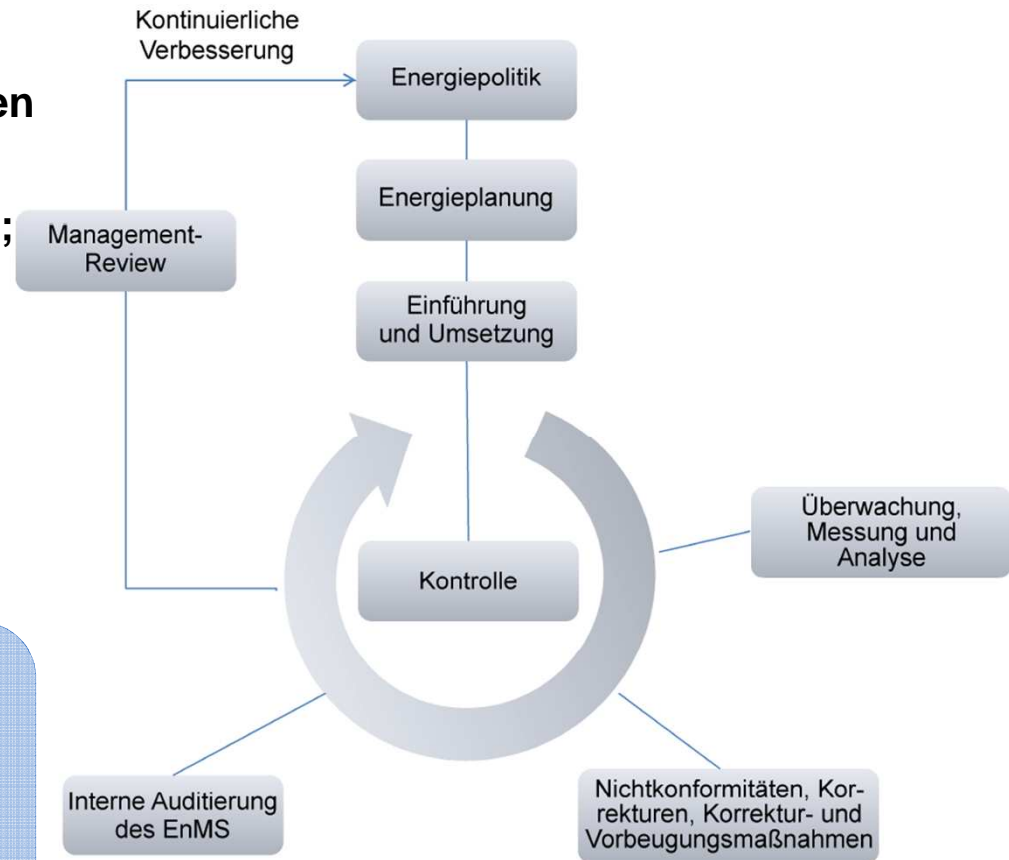 Kontinuierliche
Verbesserung
en
;
Energiepolitik
Energieplanung
Management-
Review
Einführung
und Umsetzung
Kontrolle
Überwachung,
Messung und
Analyse
Interne Auditierung
des EnMS
Nichtkonformitäten, Kor-
rekturen, Korrektur- und
Vorbeugungsmaßnahmen